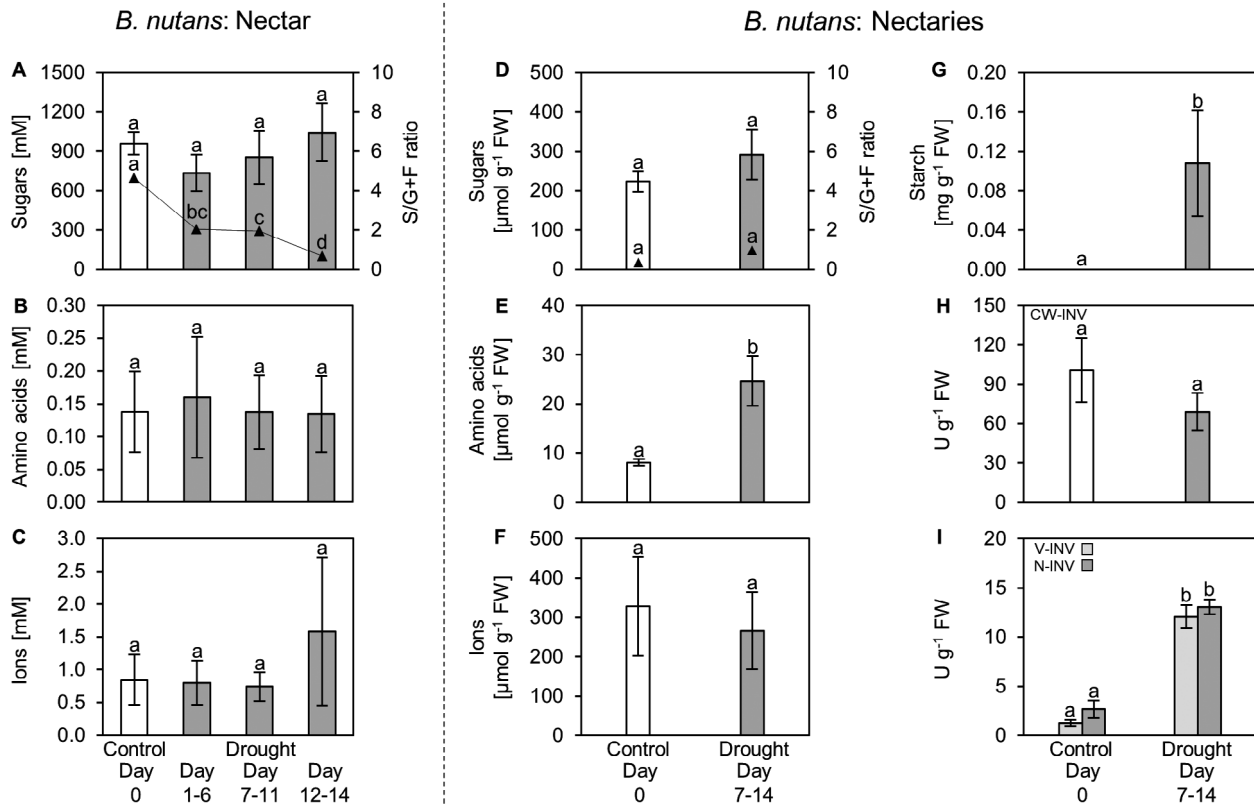 B. nutans: Nectar
B. nutans: Nectaries
A
Sugars [mM]
1500
1200
900
600
300
0
10
8
6
4
2
0
S/G+F ratio
a
a
a
a
a
bc
c
d
B
Amino acids [mM]
0.30
0.25
0.20
0.15
0.10
0.05
0.00
a
a
a
a
C
Ions [mM]
3.0
2.5
2.0
1.5
1.0
0.5
0.0
a
a
a
a
Control
Drought
Day
Day
Day
Day
0
1-6
7-11
12-14
D
Sugars
[µmol g-1 FW]
500
400
300
200
100
0
10
8
6
4
2
0
S/G+F ratio
a
a
a
a
E
Amino acids
[µmol g-1 FW]
40
30
20
10
0
a
b
F
Ions
[µmol g-1 FW]
500
400
300
200
100
0
a
a
Control
Drought
Day
Day
0
7-14
G
Starch
[mg g-1 FW]
0.20
0.16
0.12
0.08
0.04
0.00
a
b
H
U g-1 FW
150
120
90
60
30
0
CW-INV
a
a
I
U g-1 FW
20
15
10
5
0
V-INV
N-INV
a
a
b
b
Control
Drought
Day
Day
0
7-14